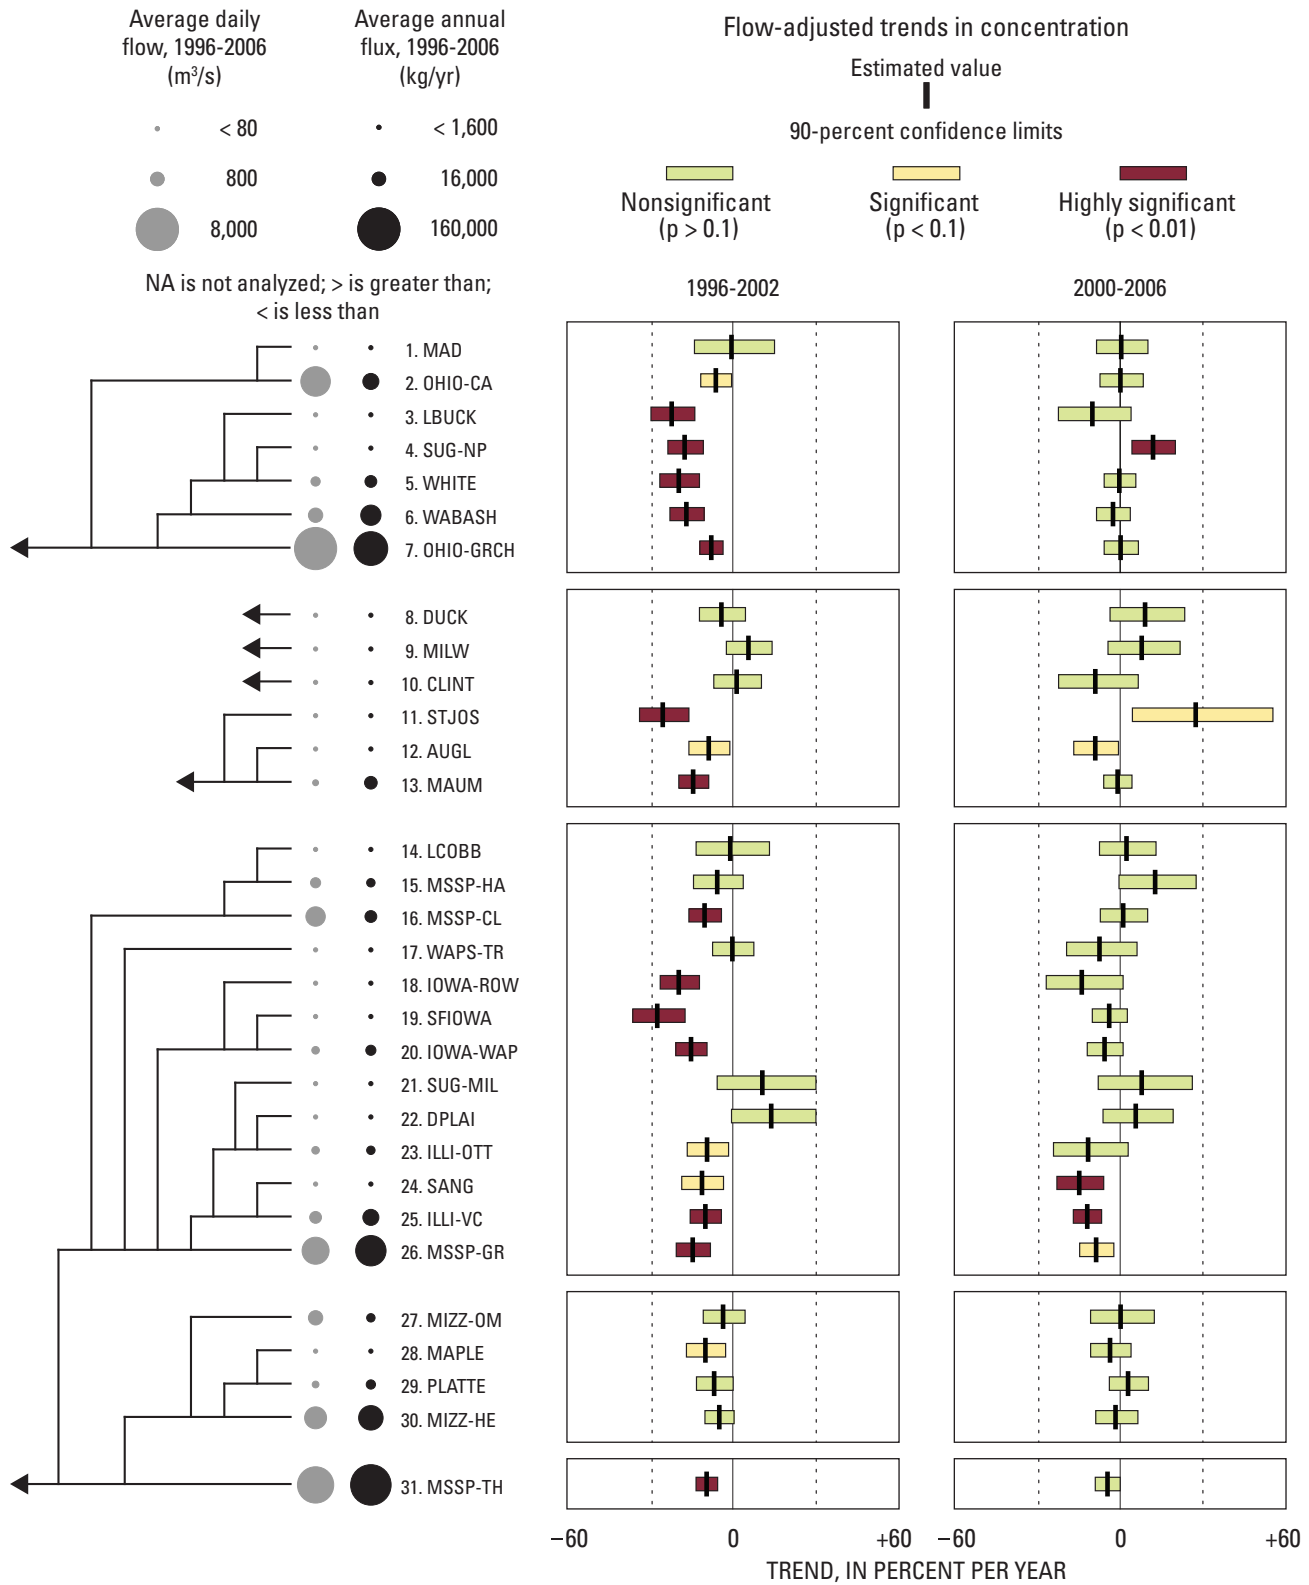 Average daily
flow, 1996-2006
(m³/s)
< 80
800
8,000
Average annual
flux, 1996-2006
(kg/yr)
< 1,600
16,000
160,000
NA is not analyzed; > is greater than;
< is less than
Flow-adjusted trends in concentration
Estimated value
90-percent confidence limits
Nonsignificant
(p > 0.1)
Significant
(p < 0.1)
Highly significant
(p < 0.01)
1996-2002
2000-2006
1. MAD
2. OHIO-CA
3. LBUCK
4. SUG-NP
5. WHITE
6. WABASH
7. OHIO-GRCH
8. DUCK
9. MILW
10. CLINT
11. STJOS
12. AUGL
13. MAUM
14. LCOBB
15. MSSP-HA
16. MSSP-CL
17. WAPS-TR
18. IOWA-ROW
19. SFIOWA
20. IOWA-WAP
21. SUG-MIL
22. DPLAI
23. ILLI-OTT
24. SANG
25. ILLI-VC
26. MSSP-GR
27. MIZZ-OM
28. MAPLE
29. PLATTE
30. MIZZ-HE
31. MSSP-TH
−60 0 +60
−60 0 +60
TREND, IN PERCENT PER YEAR